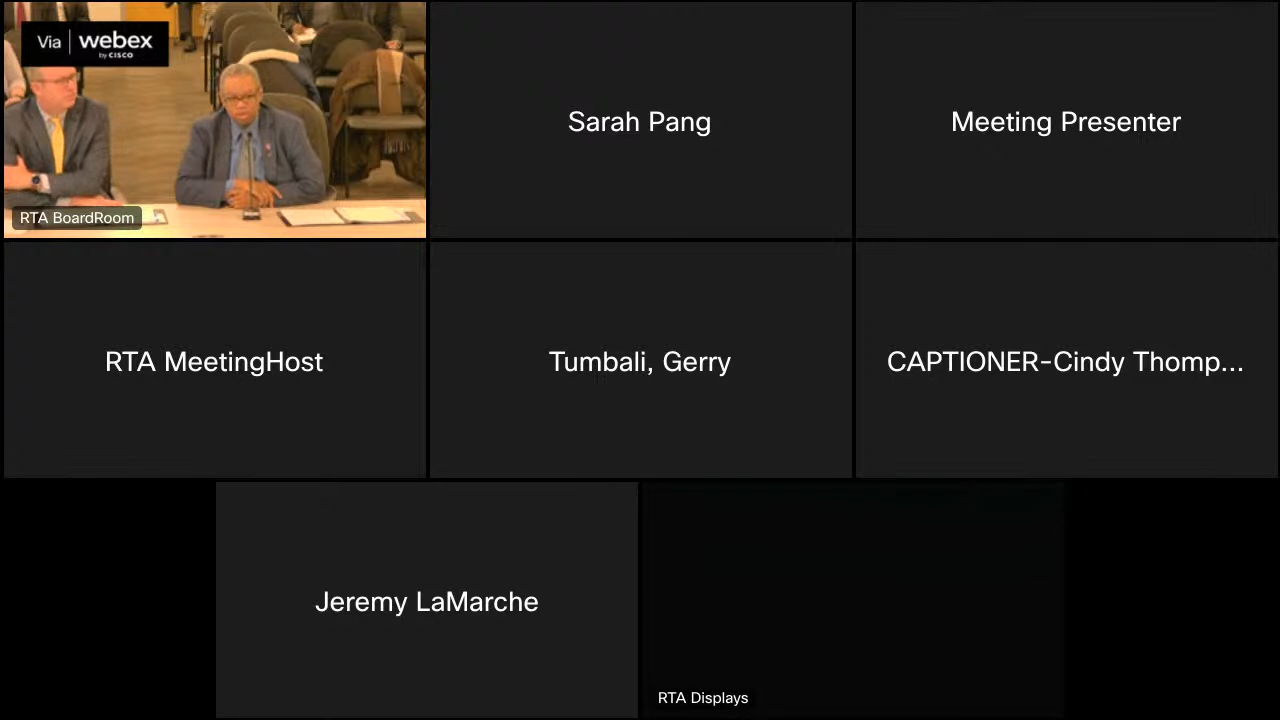 Via webex
by CISCO
RTA BoardRoom
Sarah Pang
Meeting Presenter
RTA MeetingHost
Tumbali, Gerry
CAPTIONER-Cindy Thomp...
Jeremy LaMarche
RTA Displays